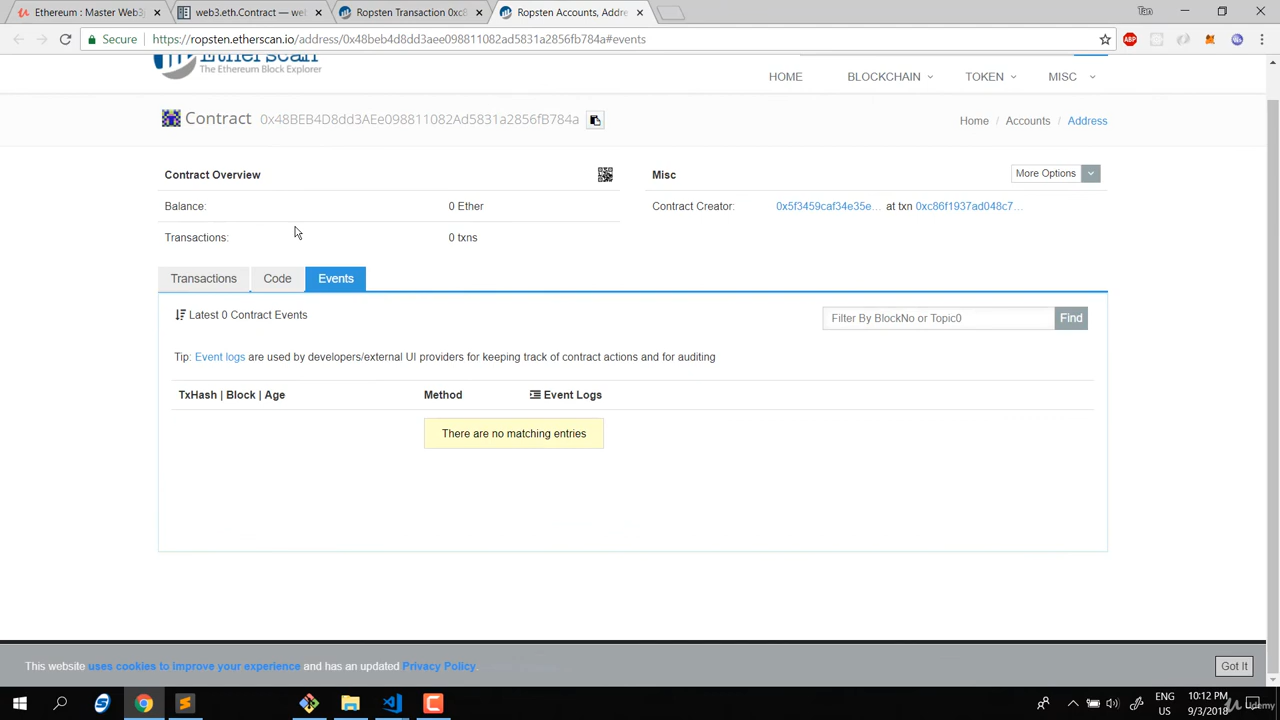 Ethereum : Master Web3j
web3.eth.Contract — we
Ropsten Transaction 0xc8
Ropsten Accounts, Addre
Tan
Secure
https://ropsten.etherscan.io/address/0x48beb4d8dd3aee098811082ad5831a2856fb784a#events
Etherscan
The Ethereum Block Explorer
HOME
BLOCKCHAIN
TOKEN
MISC
Contract 0x48BEB4D8dd3AEe098811082Ad5831a2856fB784a
Home / Accounts / Address
Contract Overview
Misc
More Options
Balance:
0 Ether
Contract Creator:
0x5f3459caf34e35e... at txn 0xc86f1937ad048c7...
Transactions:
0 txns
Transactions
Code
Events
Latest 0 Contract Events
Filter By BlockNo or Topic0
Find
Tip: Event logs are used by developers/external UI providers for keeping track of contract actions and for auditing
TxHash | Block | Age
Method
Event Logs
There are no matching entries
This website uses cookies to improve your experience and has an updated Privacy Policy.
Got It
ENG
US
10:12 PM
9/3/2018
Udemy